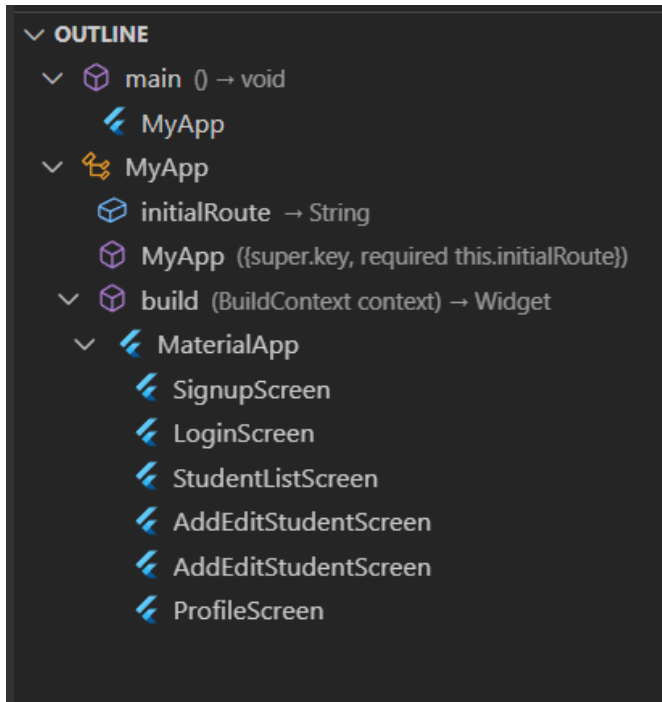 OUTLINE
main () → void
MyApp
MyApp
initialRoute → String
MyApp ({super.key, required this.initialRoute})
build (BuildContext context) → Widget
MaterialApp
SignupScreen
LoginScreen
StudentListScreen
AddEditStudentScreen
AddEditStudentScreen
ProfileScreen